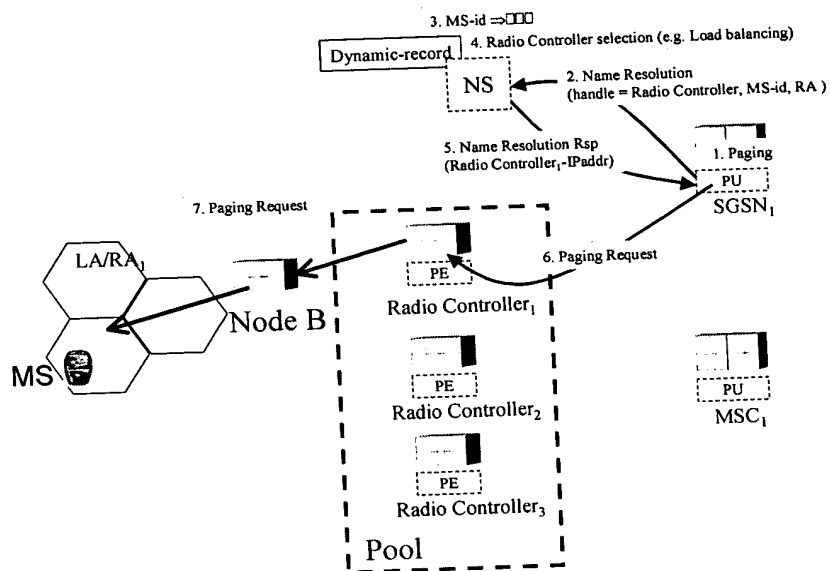 3. MS-id ⇒□□□
4. Radio Controller selection (e.g. Load balancing)
Dynamic-record
NS
2. Name Resolution
(handle = Radio Controller, MS-id, RA )
5. Name Resolution Rsp
(Radio Controller₁-IPaddr)
1. Paging
PU
SGSN₁
7. Paging Request
6. Paging Request
LA/RA₁
PE
Radio Controller₁
Node B
MS
PE
Radio Controller₂
PU
MSC₁
PE
Radio Controller₃
Pool